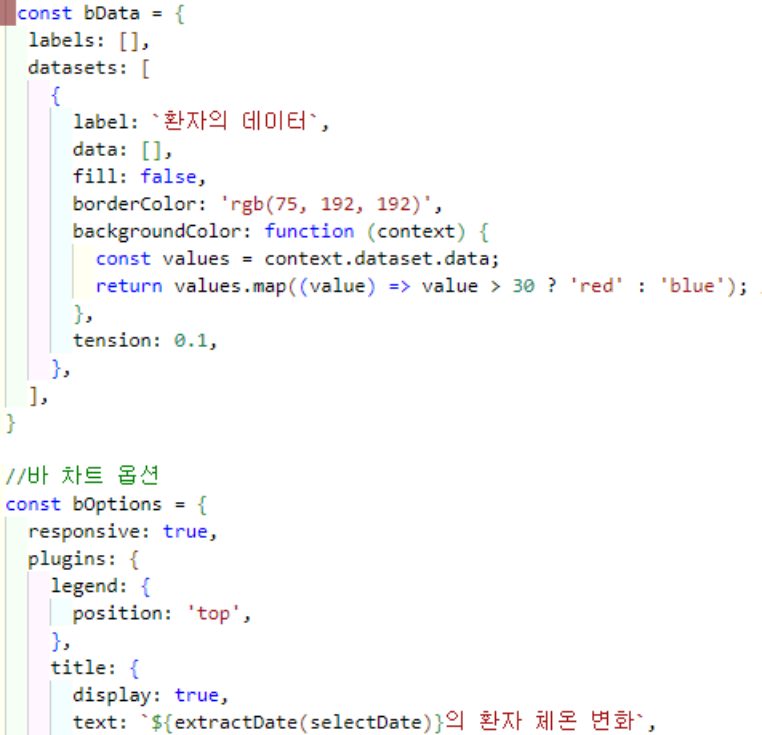 const bData = {
  labels: [],
  datasets: [
    {
      label: `환자의 데이터`,
      data: [],
      fill: false,
      borderColor: 'rgb(75, 192, 192)',
      backgroundColor: function (context) {
        const values = context.dataset.data;
        return values.map((value) => value > 30 ? 'red' : 'blue');
      },
      tension: 0.1,
    },
  ],
}

//바 차트 옵션
const bOptions = {
  responsive: true,
  plugins: {
    legend: {
      position: 'top',
    },
    title: {
      display: true,
      text: `${extractDate(selectDate)}의 환자 체온 변화`,